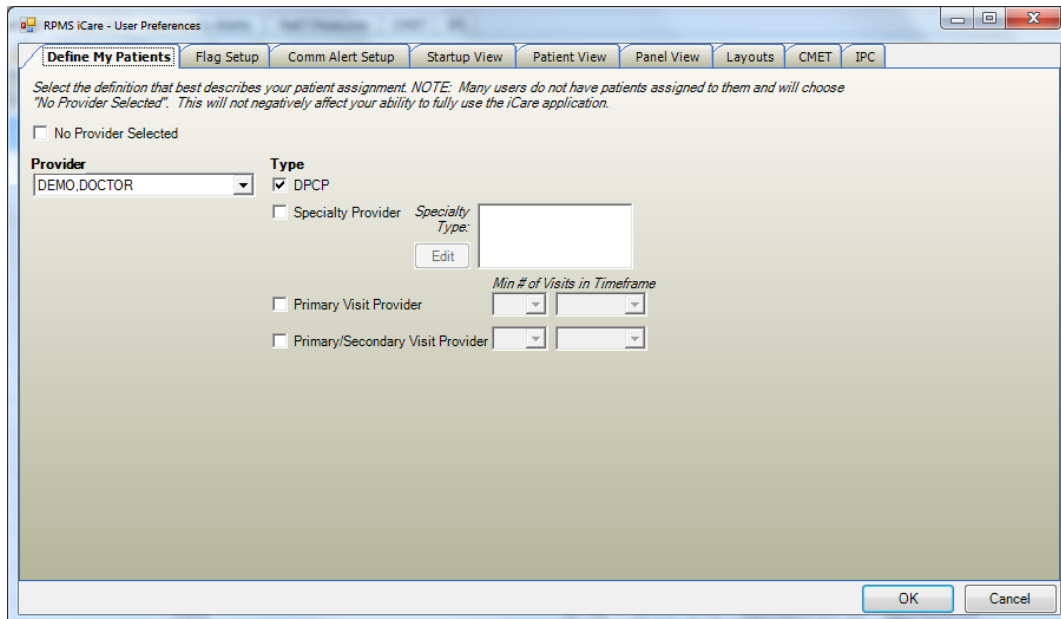 RPMS iCare - User Preferences
Define My Patients Flag Setup Comm Alert Setup Startup View Patient View Panel View Layouts CMET IPC
Select the definition that best describes your patient assignment. NOTE: Many users do not have patients assigned to them and will choose
"No Provider Selected". This will not negatively affect your ability to fully use the iCare application.
No Provider Selected
Provider Type
DEMO,DOCTOR DPCP
Specialty Provider Specialty
Type:
Edit
Min # of Visits in Timeframe
Primary Visit Provider
Primary/Secondary Visit Provider
OK Cancel